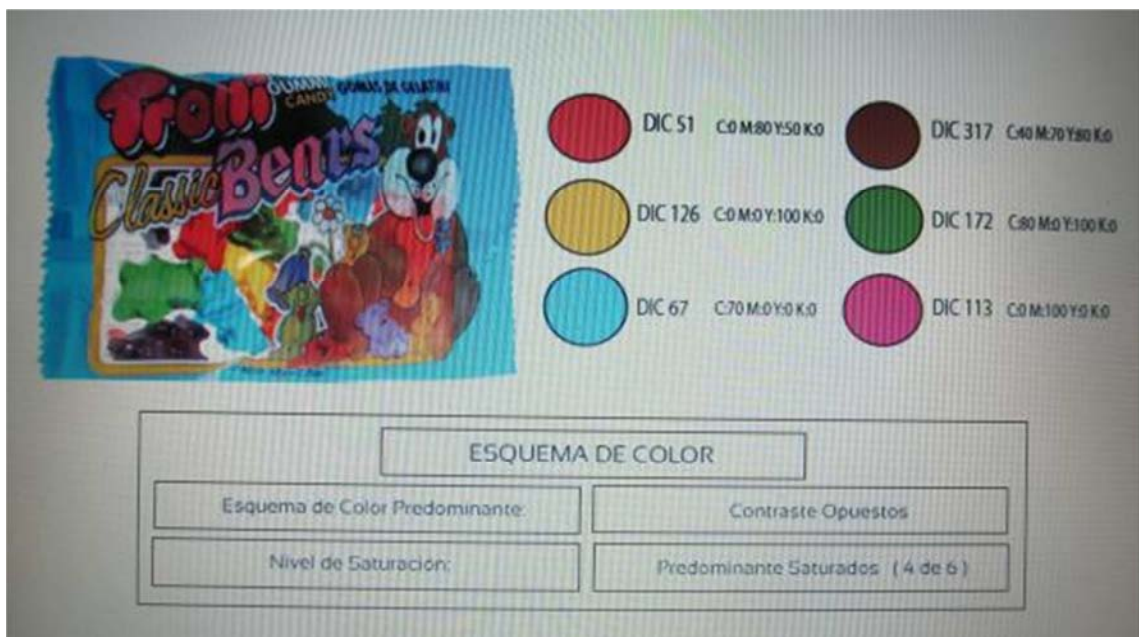 Trolli
GUMMI
CANDY
GOMAS DE GELATINA
Classic Bears
DIC 51 C:0 M:80 Y:50 K:0
DIC 126 C:0 M:0 Y:100 K:0
DIC 67 C:70 M:0 Y:0 K:0
DIC 317 C:40 M:70 Y:80 K:0
DIC 172 C:80 M:0 Y:100 K:0
DIC 113 C:0 M:100 Y:0 K:0
ESQUEMA DE COLOR
Esquema de Color Predominante:
Contraste Opuestos
Nivel de Saturación:
Predominante Saturados ( 4 de 6 )